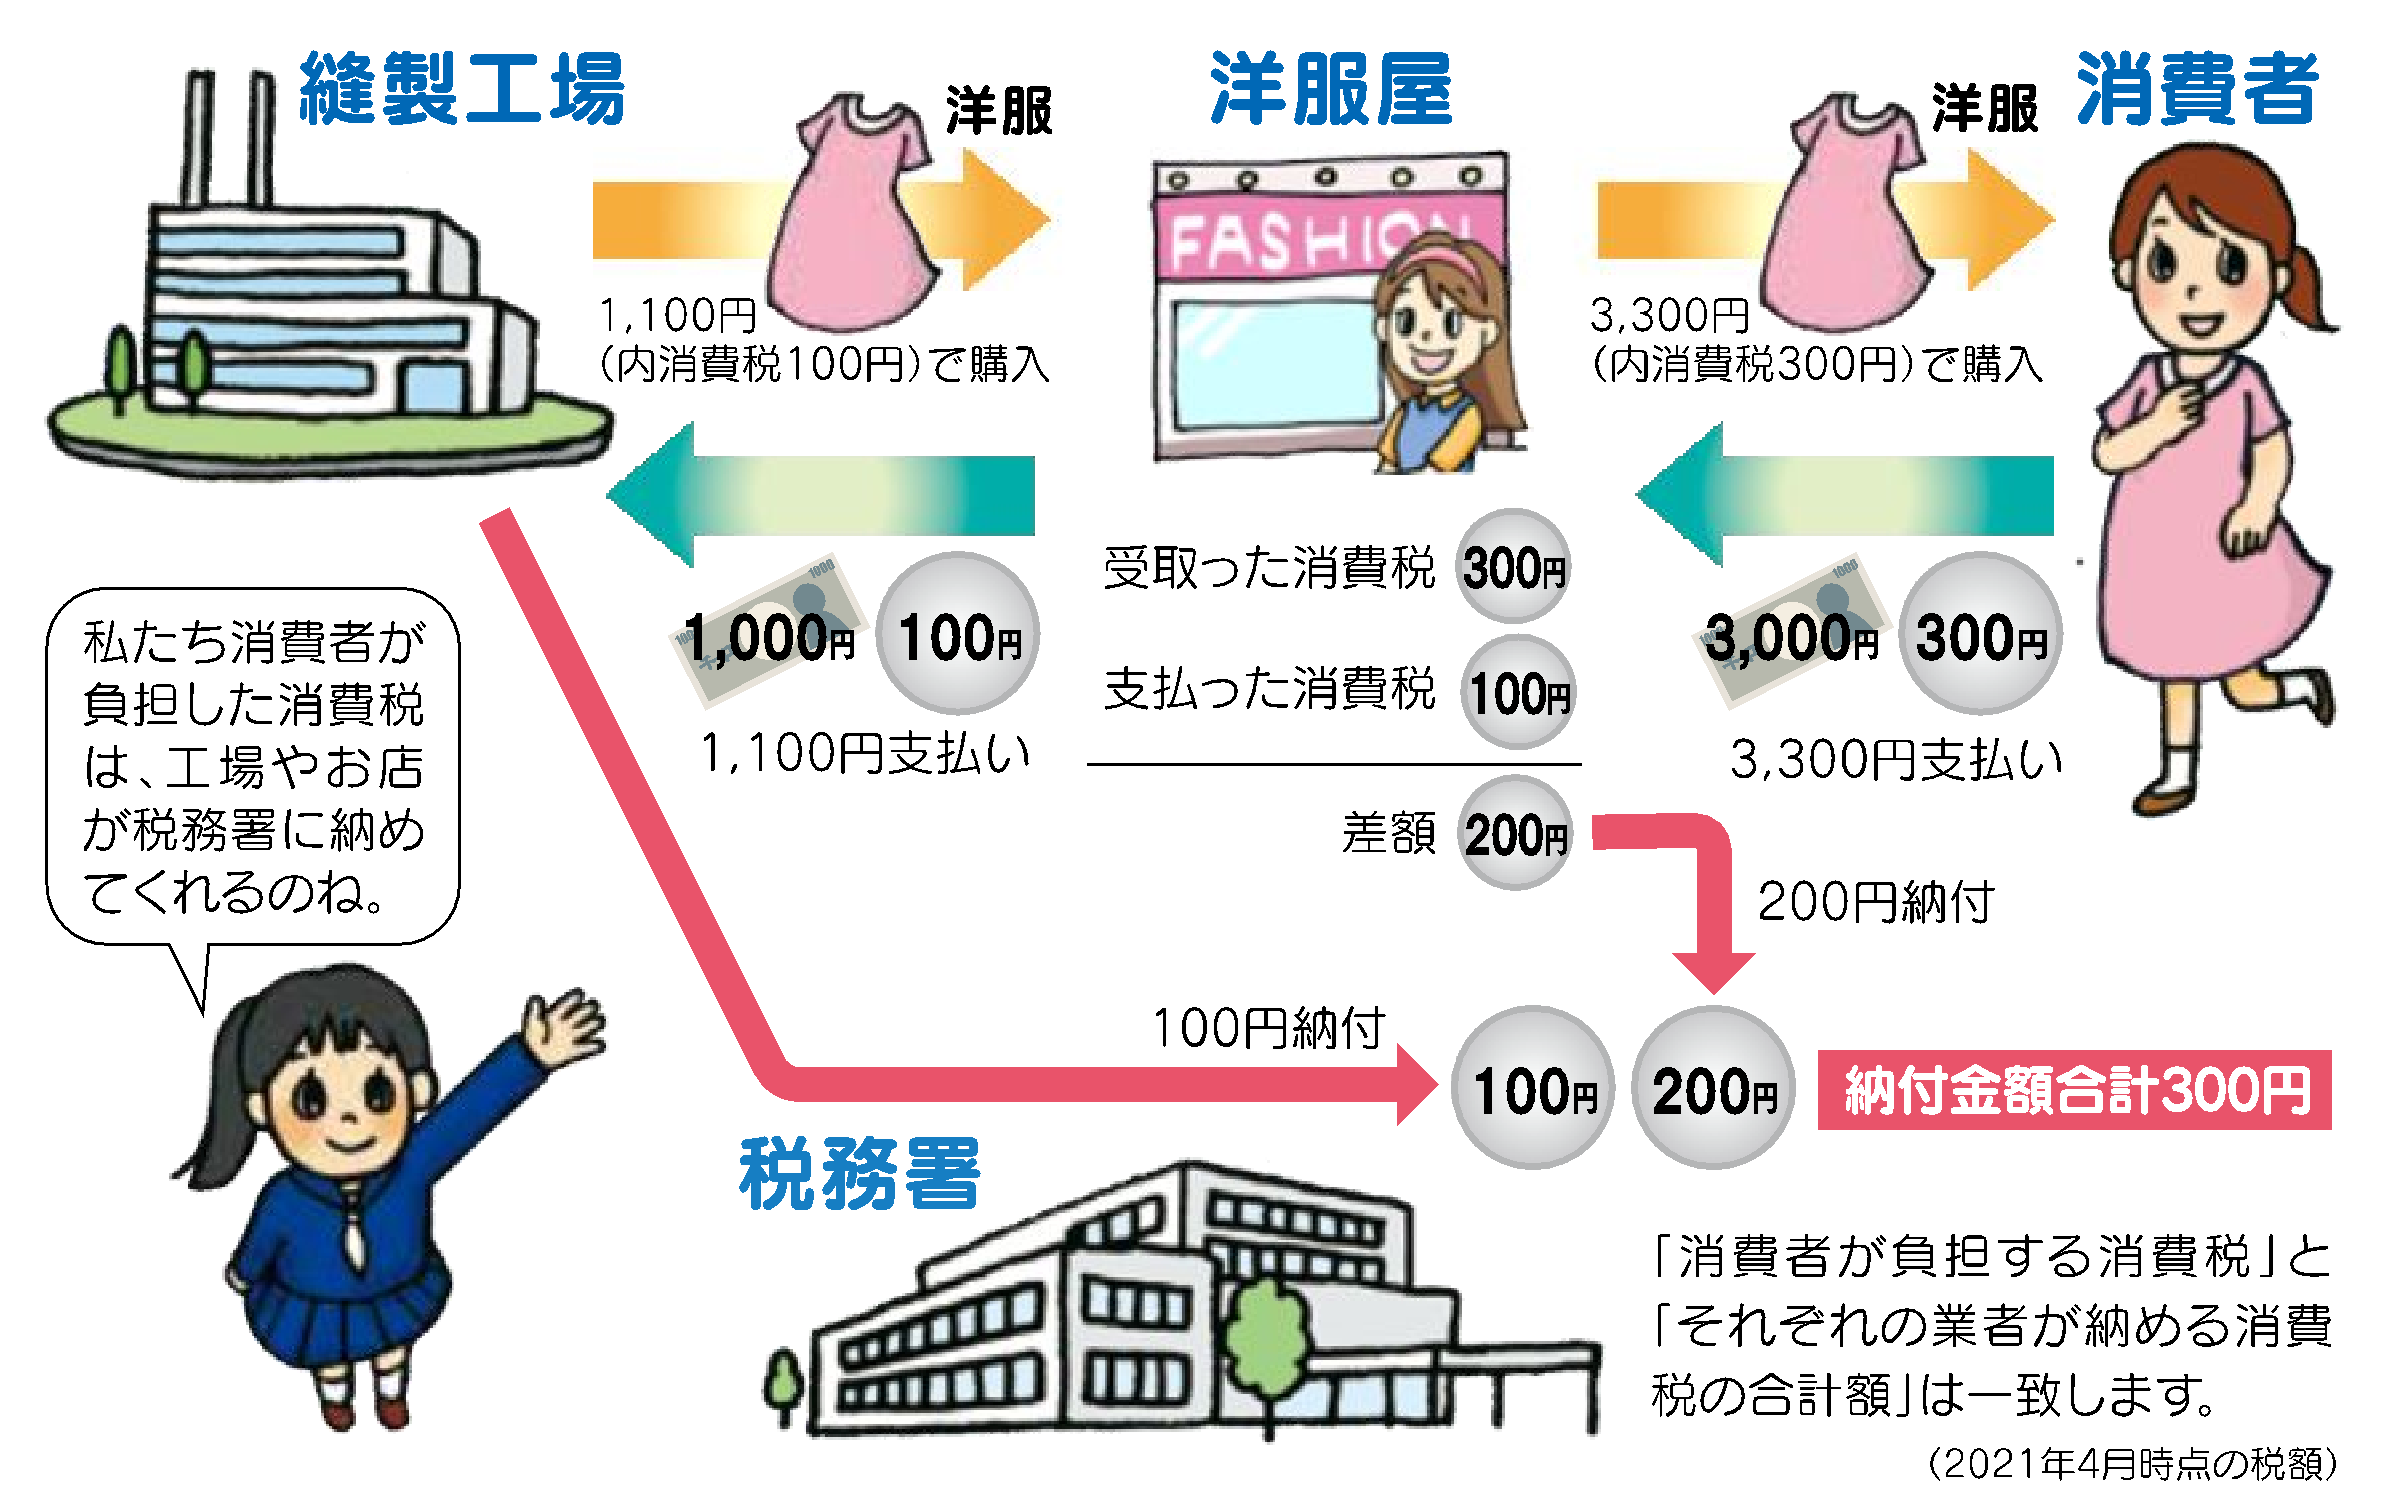 縫製工場
洋服
洋服屋
洋服
消費者
FASHION
1,100円
(内消費税100円)で購入
3,300円
(内消費税300円)で購入
1,000円 100円
1,100円支払い
受取った消費税 300円
支払った消費税 100円
差額 200円
3,000円 300円
3,300円支払い
私たち消費者が
負担した消費税
は、工場やお店
が税務署に納め
てくれるのね。
200円納付
100円納付
100円 200円
納付金額合計300円
税務署
「消費者が負担する消費税」と
「それぞれの業者が納める消費
税の合計額」は一致します。
(2021年4月時点の税額)